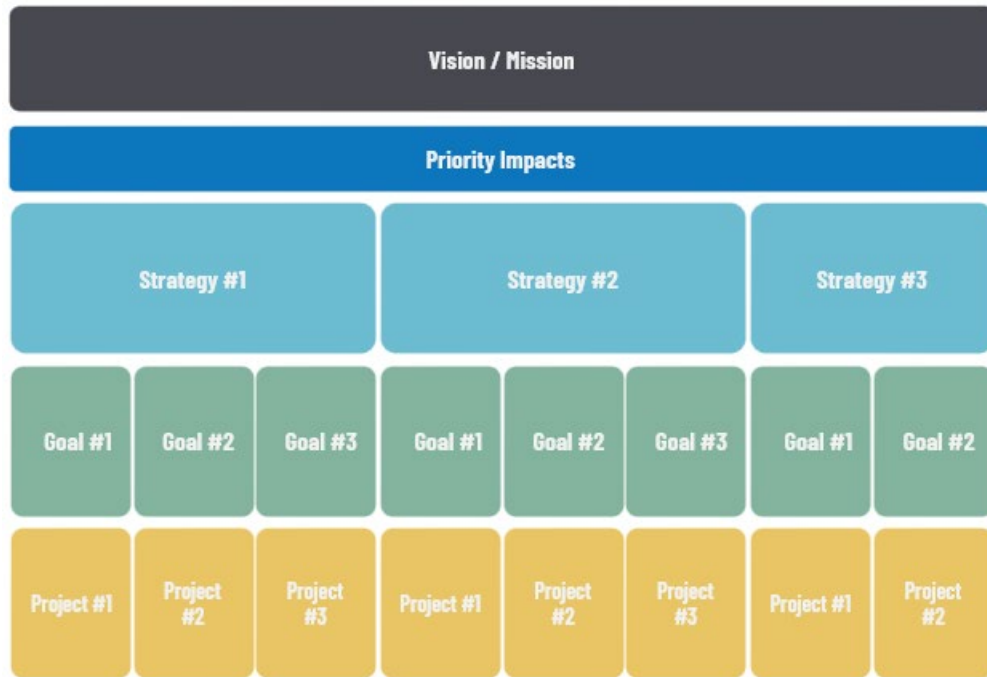 Vision / Mission
Priority Impacts
Strategy #1
Strategy #2
Strategy #3
Goal #1
Goal #2
Goal #3
Goal #1
Goal #2
Goal #3
Goal #1
Goal #2
Project #1
Project
#2
Project
#3
Project #1
Project
#2
Project
#3
Project #1
Project
#2